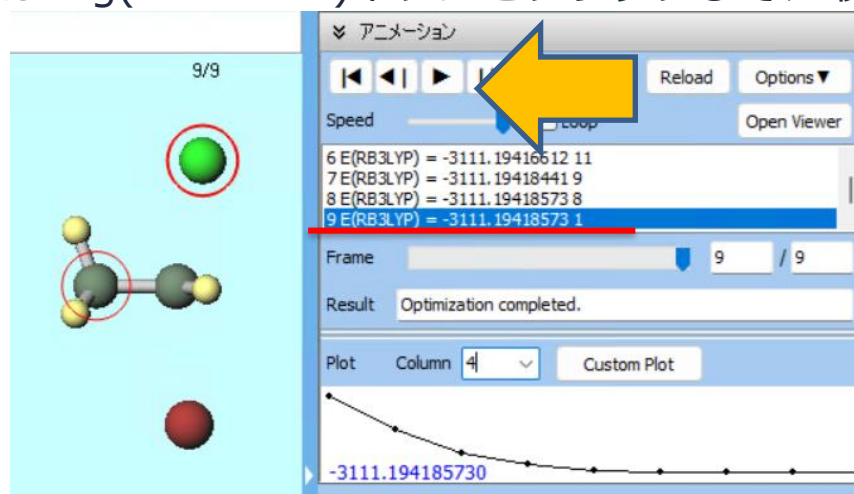 アニメーション
9/9
Reload Options▼
Speed Loop Open Viewer
6 E(RB3LYP) = -3111.19416612 11
7 E(RB3LYP) = -3111.19418441 9
8 E(RB3LYP) = -3111.19418573 8
9 E(RB3LYP) = -3111.19418573 1
Frame 9 / 9
Result Optimization completed.
Plot Column 4 Custom Plot
-3111.194185730